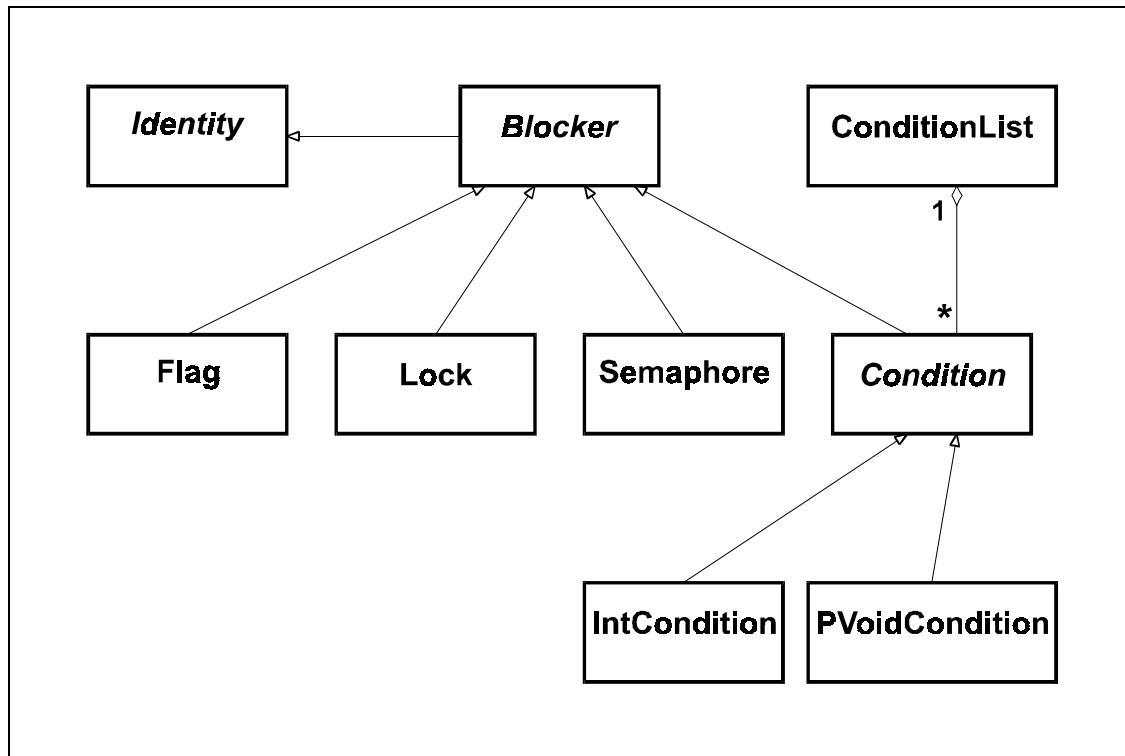 Identity
Blocker
ConditionList
1
*
Flag
Lock
Semaphore
Condition
IntCondition
PVoidCondition